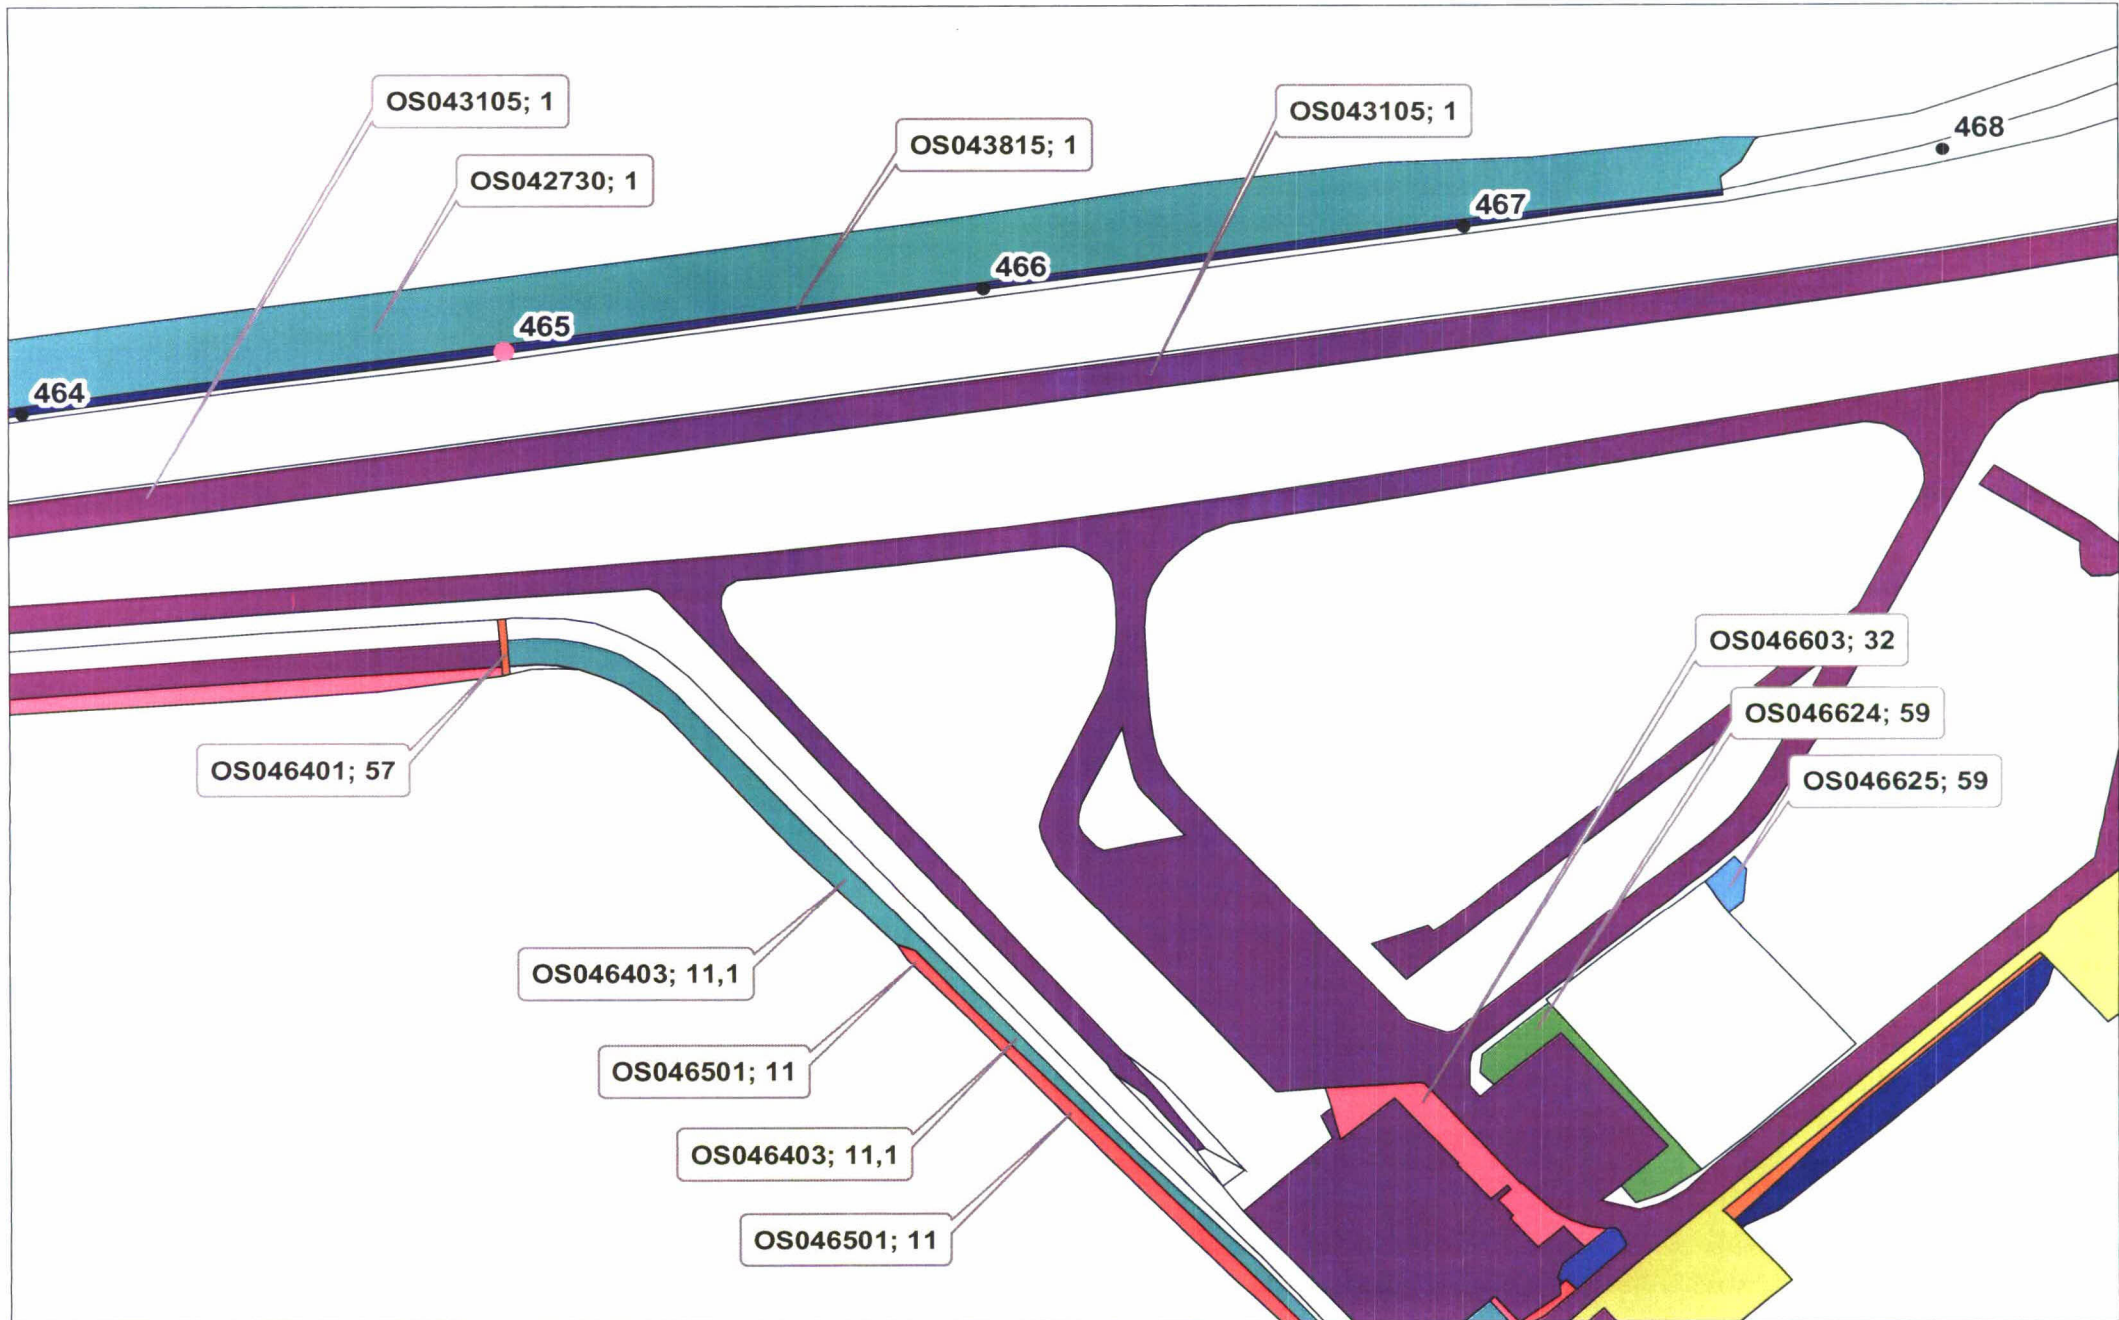 OS043105; 1
OS043105; 1
468
OS043815; 1
OS042730; 1
467
466
465
464
OS046603; 32
OS046624; 59
OS046401; 57
OS046625; 59
OS046403; 11,1
OS046501; 11
OS046403; 11,1
OS046501; 11